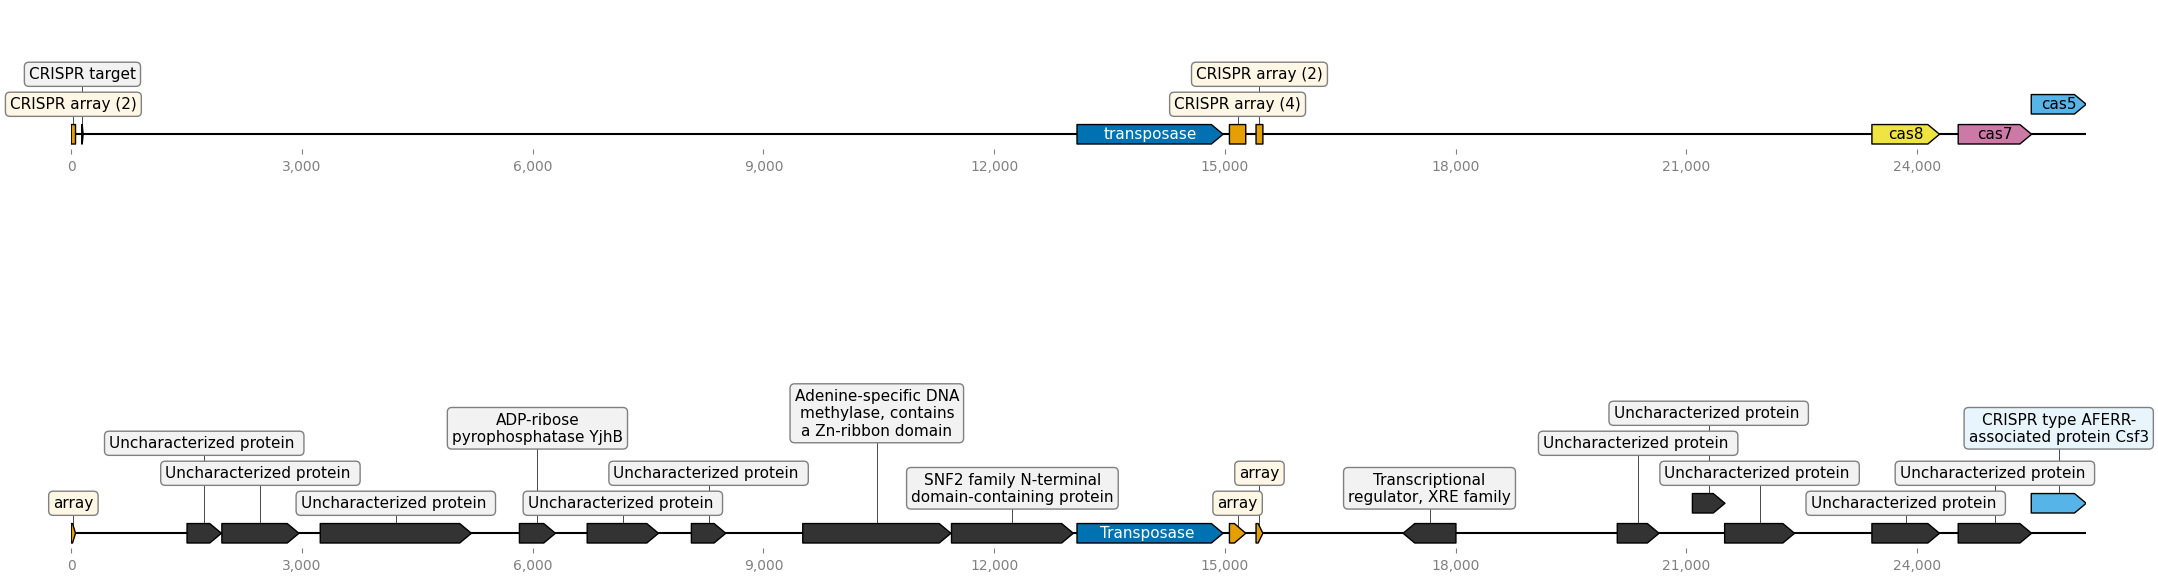 CRISPR target
CRISPR array (2)
CRISPR array (2)
CRISPR array (4)
cas5
transposase
cas8
cas7
0
3,000
6,000
9,000
12,000
15,000
18,000
21,000
24,000
Adenine-specific DNA
methylase, contains
a Zn-ribbon domain
Uncharacterized protein
ADP-ribose
pyrophosphatase YjhB
CRISPR type AFERR-
associated protein Csf3
Uncharacterized protein
Uncharacterized protein
Uncharacterized protein
Uncharacterized protein
SNF2 family N-terminal
domain-containing protein
array
Transcriptional
regulator, XRE family
Uncharacterized protein
Uncharacterized protein
array
Uncharacterized protein
Uncharacterized protein
array
Uncharacterized protein
Transposase
0
3,000
6,000
9,000
12,000
15,000
18,000
21,000
24,000